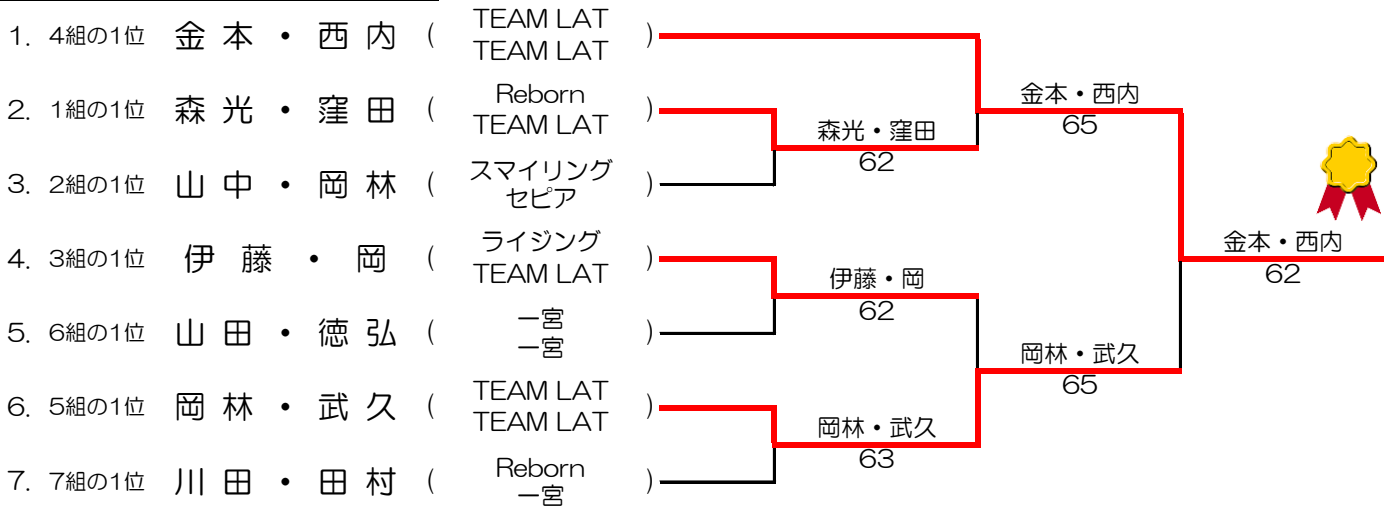 1. 4組の1位 金本・西内 ( TEAM LAT TEAM LAT )
2. 1組の1位 森光・窪田 ( Reborn TEAM LAT )
3. 2組の1位 山中・岡林 ( スマイリング セピア )
4. 3組の1位 伊藤・岡 ( ライジング TEAM LAT )
5. 6組の1位 山田・徳弘 ( 一宮 一宮 )
6. 5組の1位 岡林・武久 ( TEAM LAT TEAM LAT )
7. 7組の1位 川田・田村 ( Reborn 一宮 )
森光・窪田
62
伊藤・岡
62
岡林・武久
63
金本・西内
65
岡林・武久
65
金本・西内
62